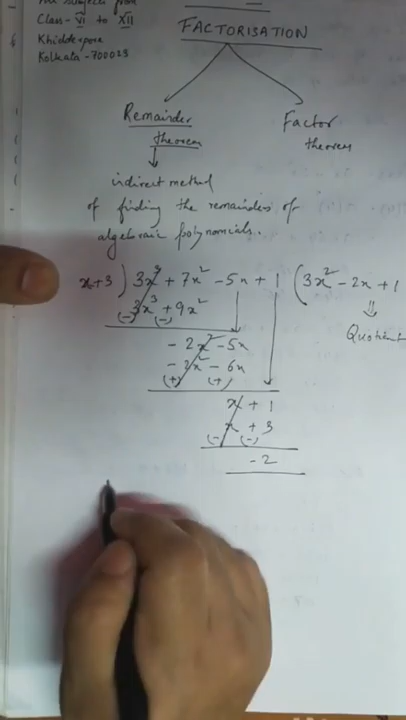 Class - VI to XII
Khidderpore
Kolkata - 700023
FACTORISATION
Remainder theorem
Factor theorem
indirect method
of finding the remainders of
algebraic polynomials.
x+3 ) 3x³ + 7x² - 5x + 1 ( 3x² - 2x + 1
3x³ + 9x²
(-) (-)
Quotient
- 2x² - 5x
- 2x² - 6x
(+) (+)
x + 1
x + 3
(-) (-)
- 2